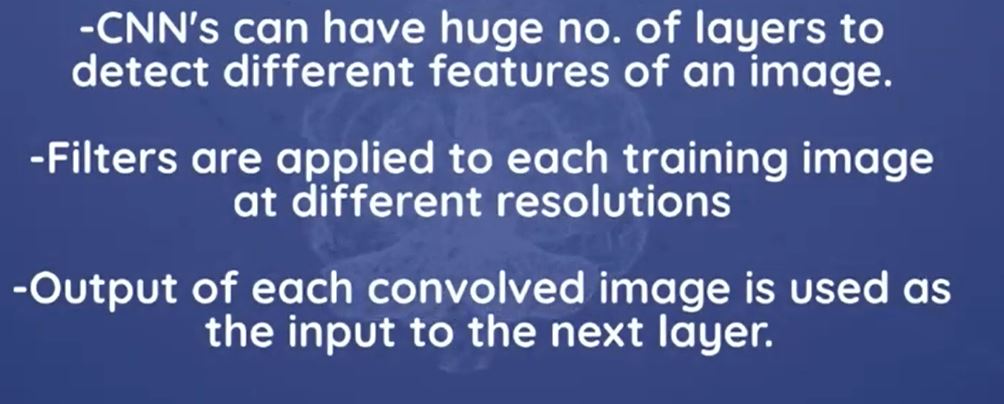 -CNN's can have huge no. of layers to
detect different features of an image.
-Filters are applied to each training image
at different resolutions
-Output of each convolved image is used as
the input to the next layer.